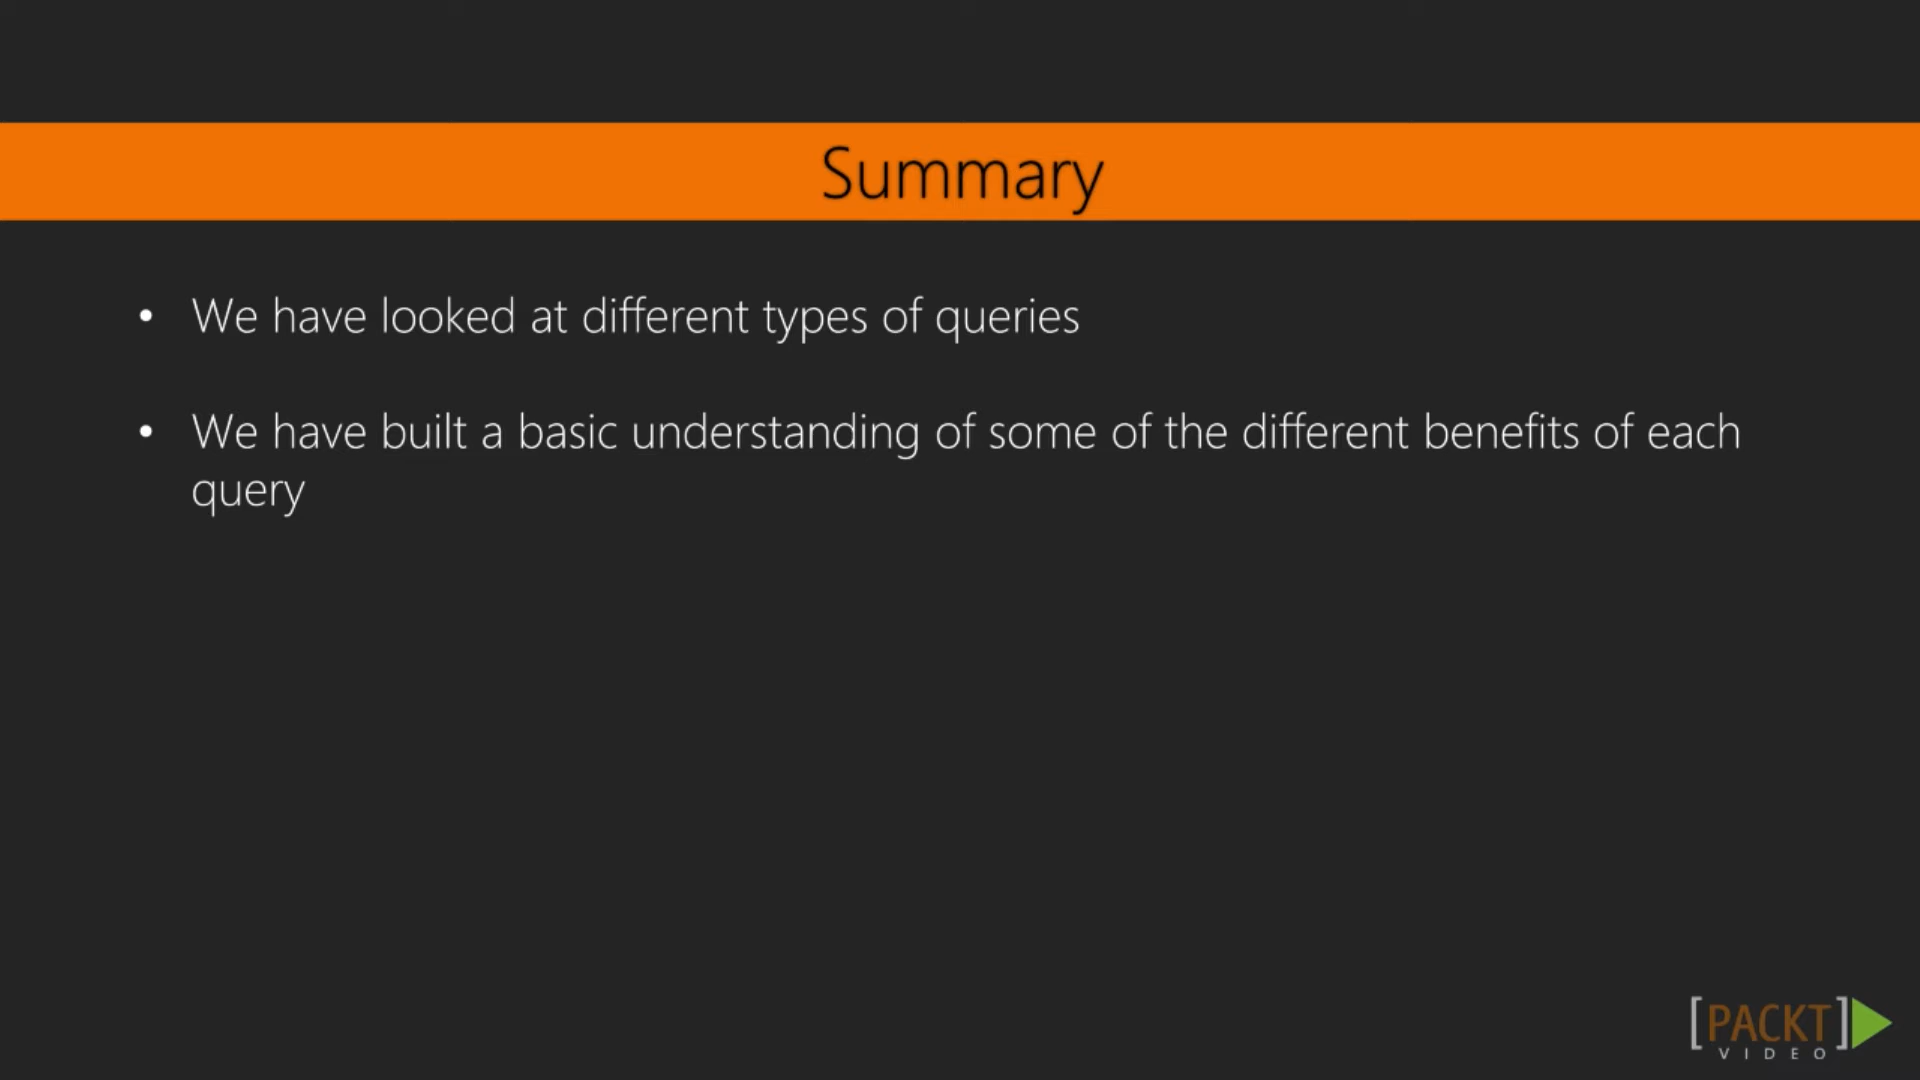 Summary
• We have looked at different types of queries
• We have built a basic understanding of some of the different benefits of each
query
[PACKT]
VIDEO